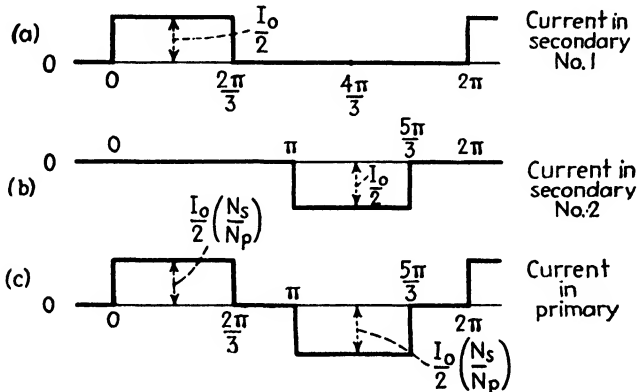 (a)
I₀/2
0
0
2π/3
4π/3
2π
Current in
secondary
No.1
(b)
0
0
π
5π/3
2π
I₀/2
Current in
secondary
No.2
(c)
I₀/2 (Ns/Np)
0
0
2π/3
π
5π/3
2π
I₀/2 (Ns/Np)
Current
in
primary